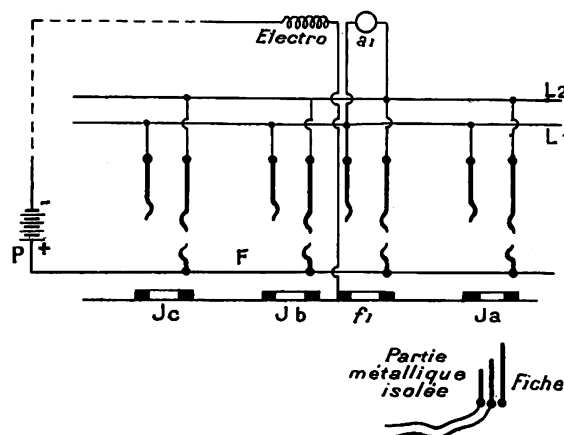 Electro
a1
L2
L1
-
+
P
F
Jc
Jb
f1
Ja
Partie
métallique
isolée
Fiche